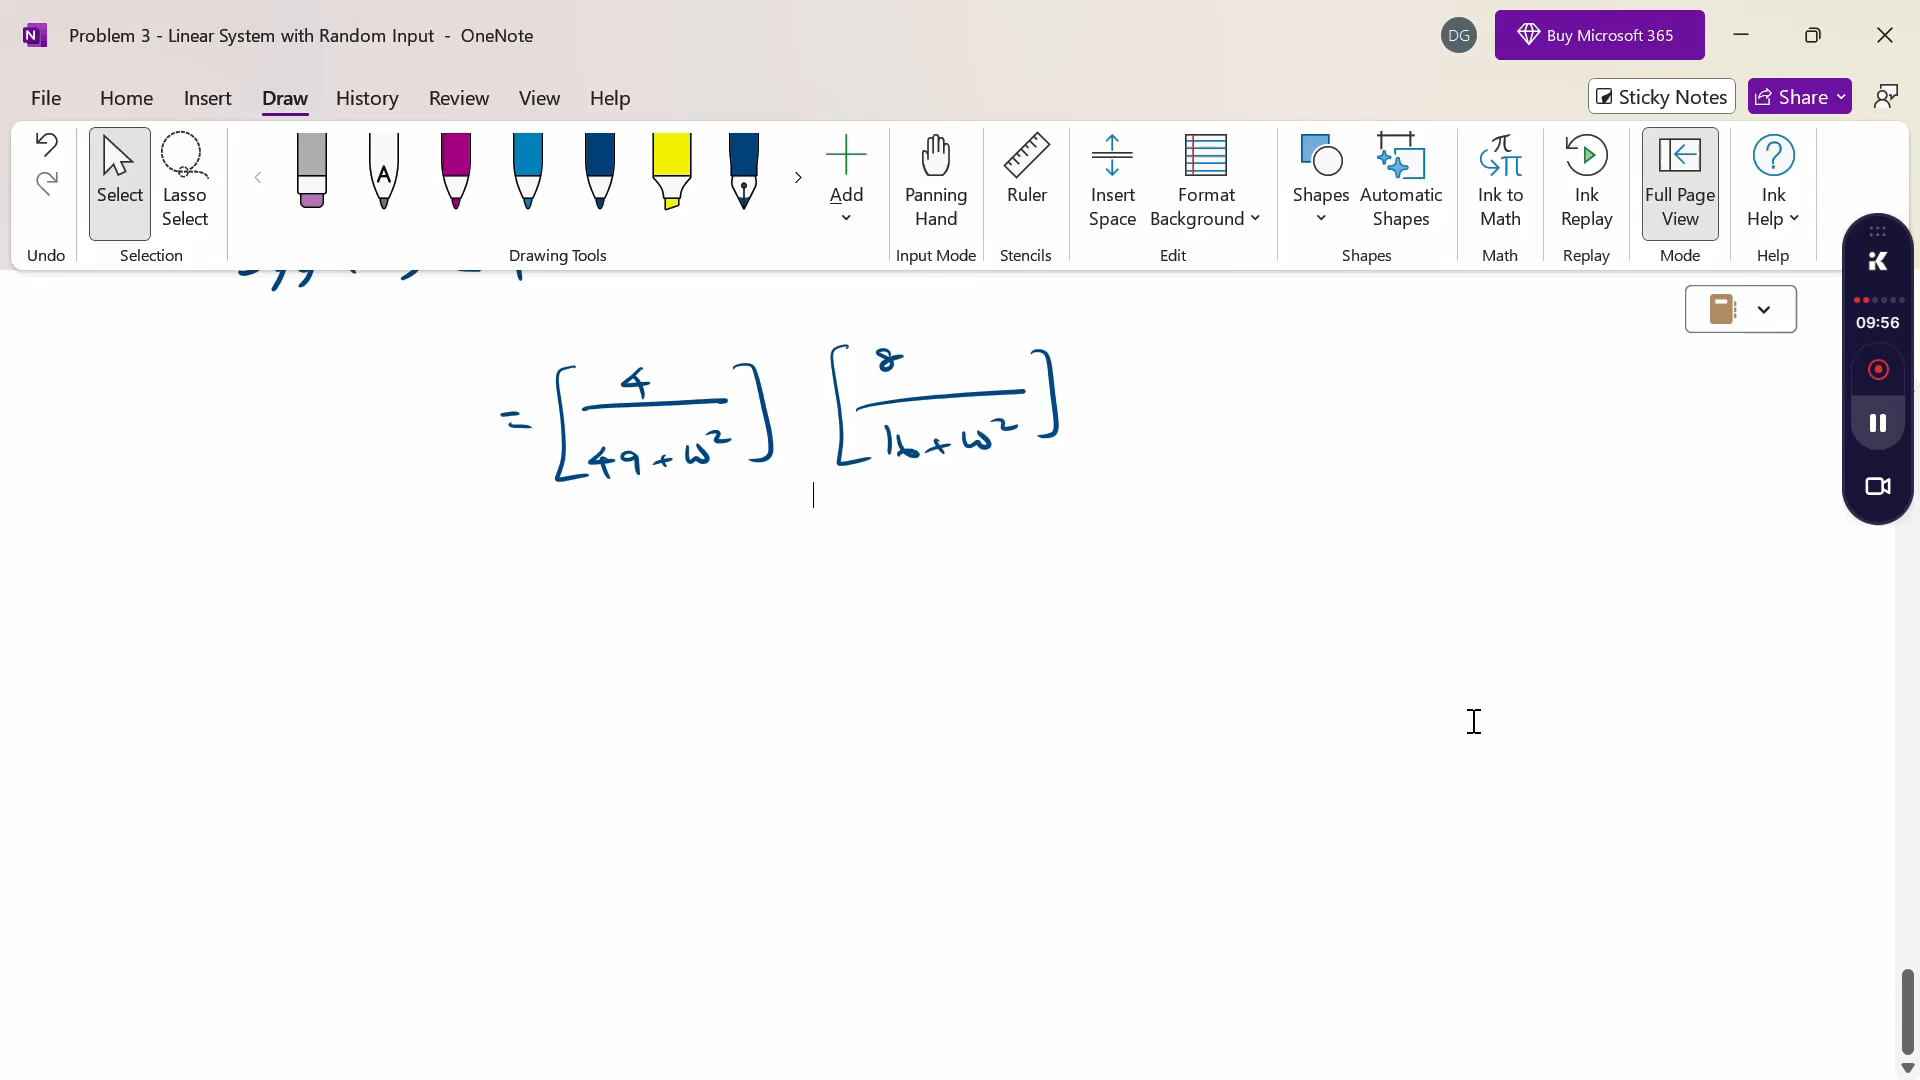 Problem 3 - Linear System with Random Input - OneNote
DG
Buy Microsoft 365
File Home Insert Draw History Review View Help
Sticky Notes
Share
Select
Lasso Select
A
Add
Panning Hand
Ruler
Insert Space
Format Background
Shapes
Automatic Shapes
Ink to Math
Ink Replay
Full Page View
Ink Help
Undo Selection Drawing Tools Input Mode Stencils Edit Shapes Math Replay Mode Help
09:56
= [4 / (49 + ω²)] [8 / (16 + ω²)]